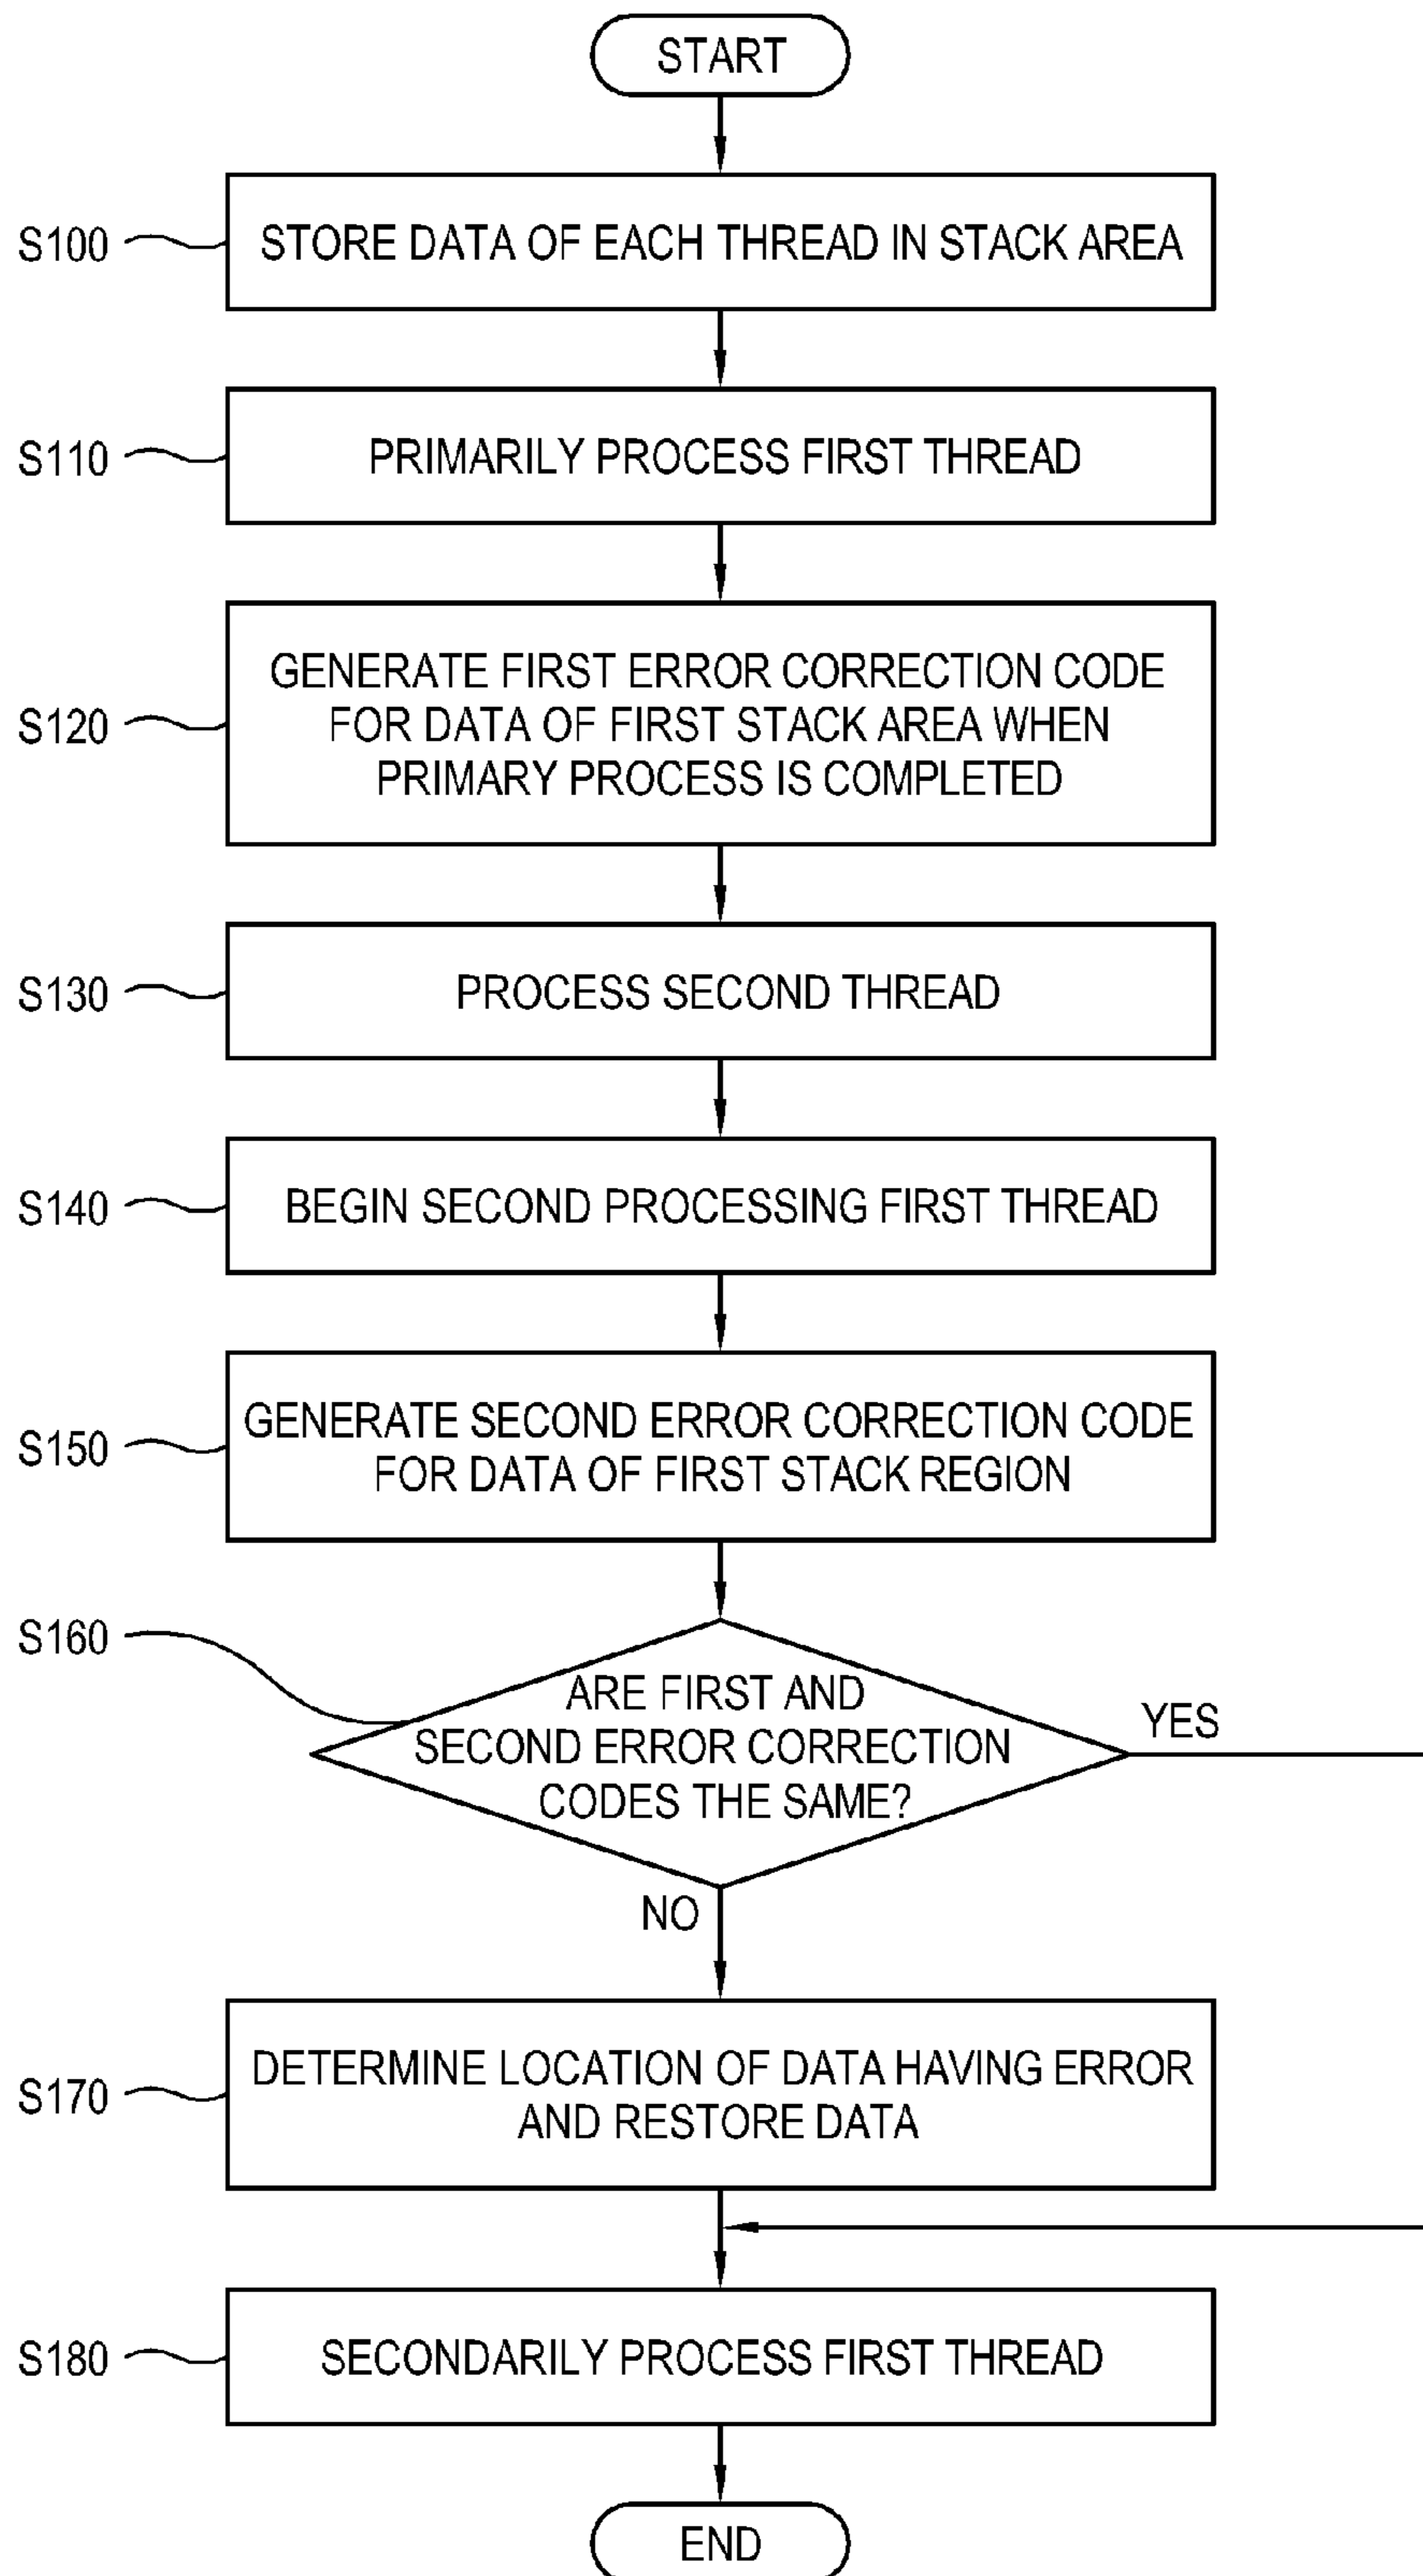 START
S100
STORE DATA OF EACH THREAD IN STACK AREA
S110
PRIMARILY PROCESS FIRST THREAD
S120
GENERATE FIRST ERROR CORRECTION CODE
FOR DATA OF FIRST STACK AREA WHEN
PRIMARY PROCESS IS COMPLETED
S130
PROCESS SECOND THREAD
S140
BEGIN SECOND PROCESSING FIRST THREAD
S150
GENERATE SECOND ERROR CORRECTION CODE
FOR DATA OF FIRST STACK REGION
S160
ARE FIRST AND
SECOND ERROR CORRECTION
CODES THE SAME?
YES
NO
S170
DETERMINE LOCATION OF DATA HAVING ERROR
AND RESTORE DATA
S180
SECONDARILY PROCESS FIRST THREAD
END